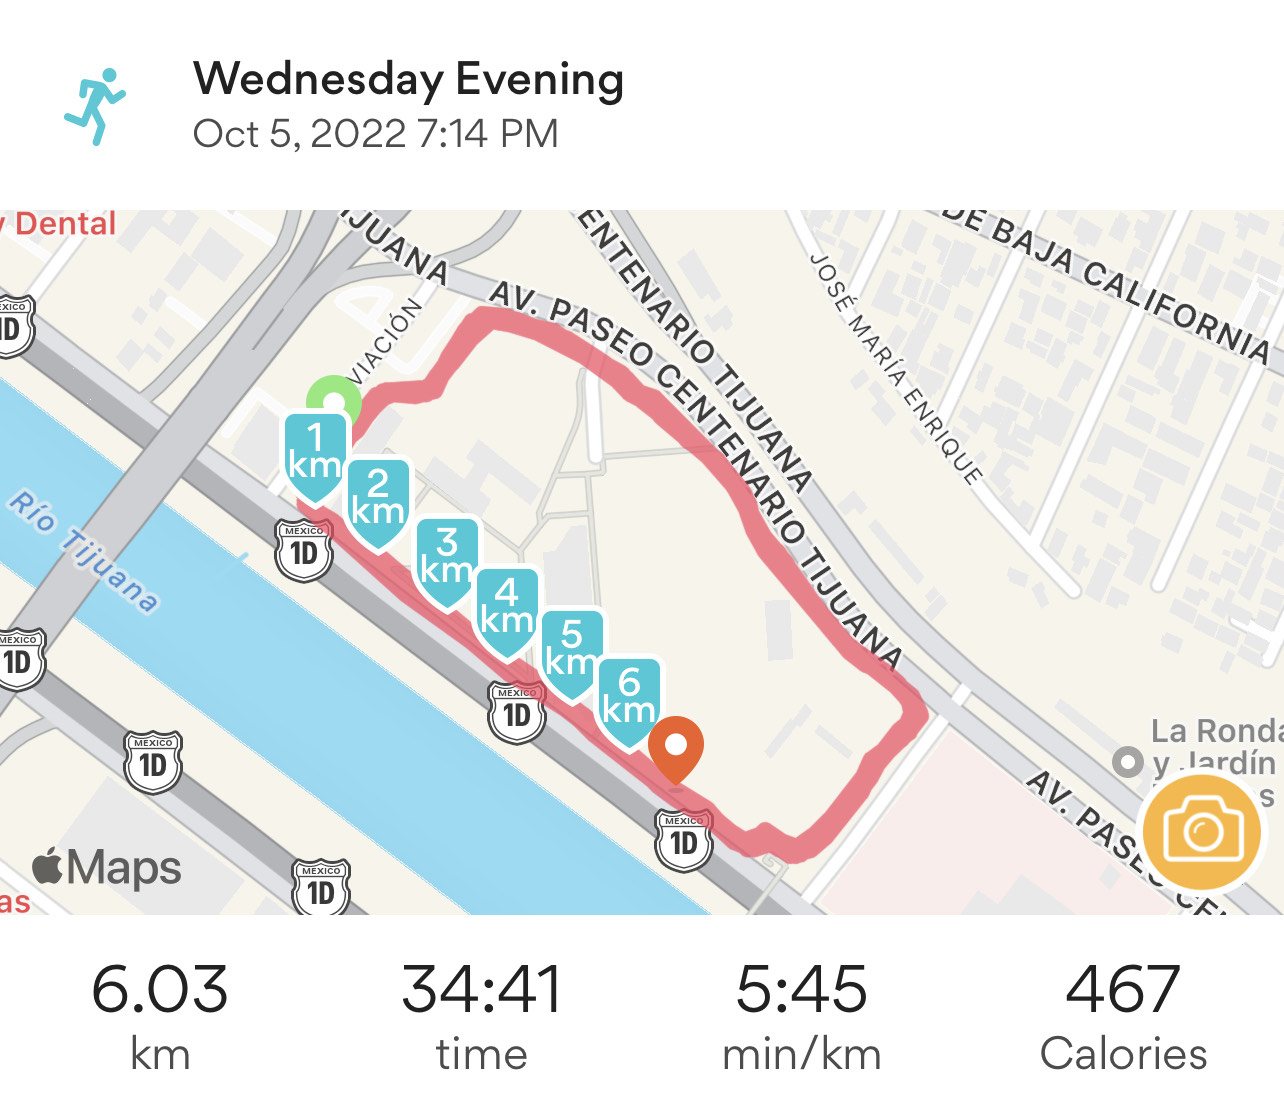 Wednesday Evening
Oct 5, 2022 7:14 PM
Dental
TIJUANA
AV. PASEO CENTENARIO TIJUANA
ENTENARIO TIJUANA
DE BAJA CALIFORNIA
JOSÉ MARÍA ENRIQUE
VIACIÓN
MEXICO
1D
1 km
2 km
3 km
4 km
5 km
6 km
Río Tijuana
MEXICO
1D
MEXICO
1D
MEXICO
1D
MEXICO
1D
MEXICO
1D
MEXICO
1D
La Ronda
y Jardín
AV. PASEO CE
Maps
as
6.03
34:41
5:45
467
km
time
min/km
Calories